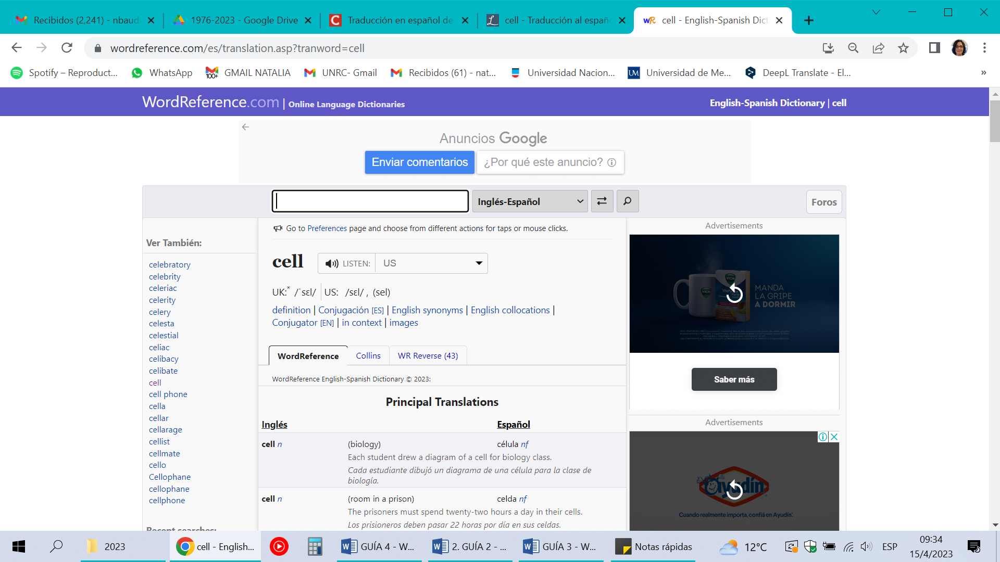 Recibidos (2,241) - nbaud
1976-2023 - Google Drive
Traducción en español de
cell - Traducción al españo
cell - English-Spanish Dict
wordreference.com/es/translation.asp?tranword=cell
Spotify – Reproduct...
WhatsApp
GMAIL NATALIA
UNRC- Gmail
Recibidos (61) - nat...
Universidad Nacion...
UM Universidad de Me...
DeepL Translate - El...
WordReference.com | Online Language Dictionaries
English-Spanish Dictionary | cell
Anuncios Google
Enviar comentarios
¿Por qué este anuncio?
Inglés-Español
Foros
Ver También:
celebratory
celebrity
celeriac
celerity
celery
celesta
celestial
celiac
celibacy
celibate
cell
cell phone
cella
cellar
cellarage
cellist
cellmate
cello
Cellophane
cellophane
cellphone
Recent searches:
Go to Preferences page and choose from different actions for taps or mouse clicks.
cell
LISTEN:
US
UK:* /ˈsɛl/ US: /sɛl/ , (sel)
definition | Conjugación [ES] | English synonyms | English collocations |
Conjugator [EN] | in context | images
WordReference
Collins
WR Reverse (43)
WordReference English-Spanish Dictionary © 2023:
Principal Translations
Inglés
Español
cell n (biology) célula nf
Each student drew a diagram of a cell for biology class.
Cada estudiante dibujó un diagrama de una célula para la clase de
biología.
cell n (room in a prison) celda nf
The prisoners must spend twenty-two hours a day in their cells.
Los prisioneros deben pasar 22 horas por día en sus celdas.
Advertisements
VICK
VICK
MANDA
LA GRIPE
A DORMIR
Saber más
Advertisements
Ayudín
Cuando realmente importa, confiá en Ayudín.
2023
cell - English...
GUÍA 4 - W...
2. GUÍA 2 - ...
GUÍA 3 - W...
Notas rápidas
12°C
ESP
09:34
15/4/2023